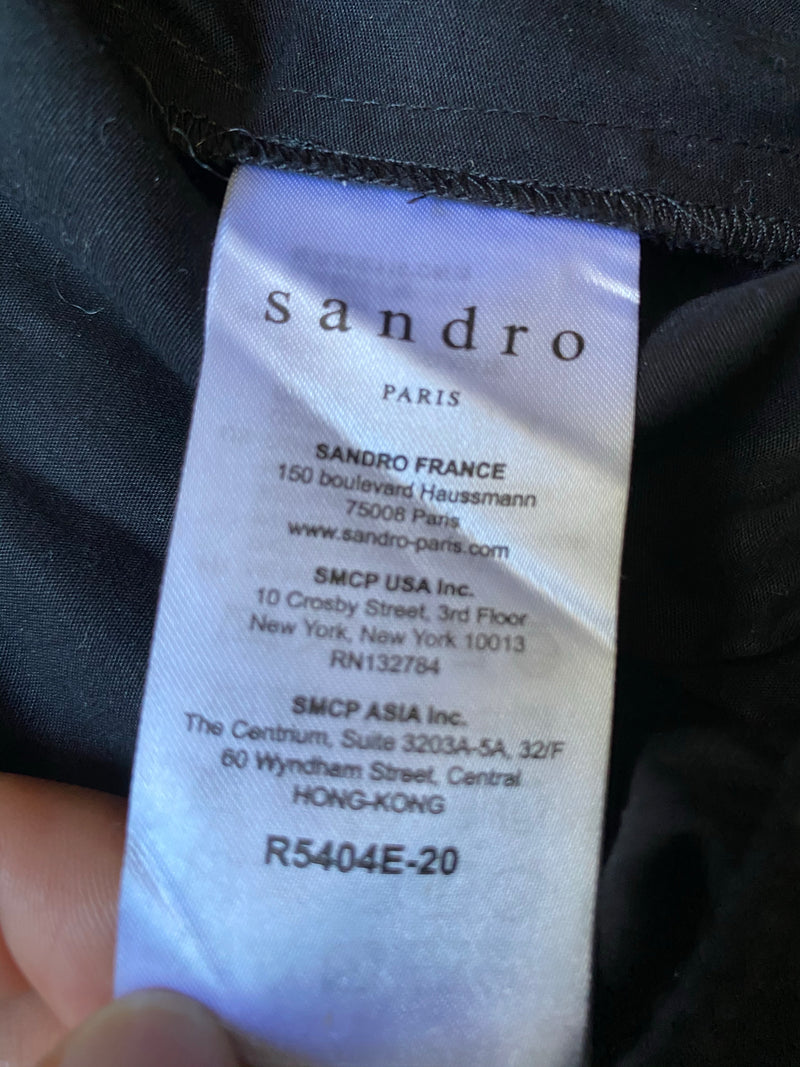 sandro
PARIS
SANDRO FRANCE
150 boulevard Haussmann
75008 Paris
www.sandro-paris.com
SMCP USA Inc.
10 Crosby Street, 3rd Floor
New York, New York 10013
RN132784
SMCP ASIA Inc.
The Centrium, Suite 3203A-5A, 32/F
60 Wyndham Street, Central
HONG-KONG
R5404E-20